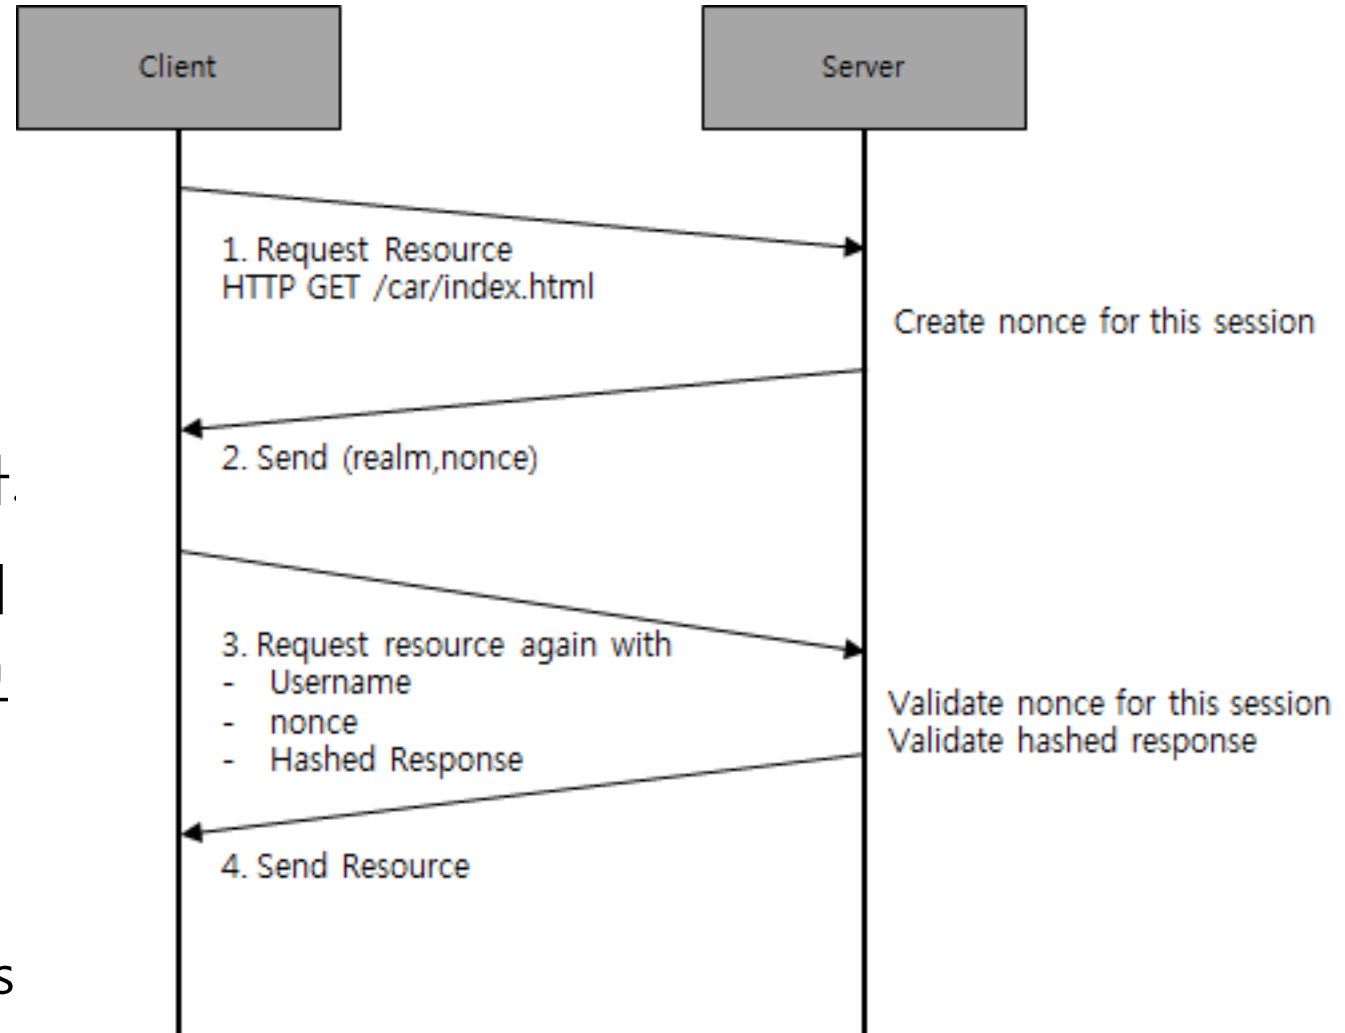 Client
Server
1. Request Resource
HTTP GET /car/index.html
Create nonce for this session
2. Send (realm,nonce)
3. Request resource again with
- Username
- nonce
- Hashed Response
Validate nonce for this session
Validate hashed response
4. Send Resource
s